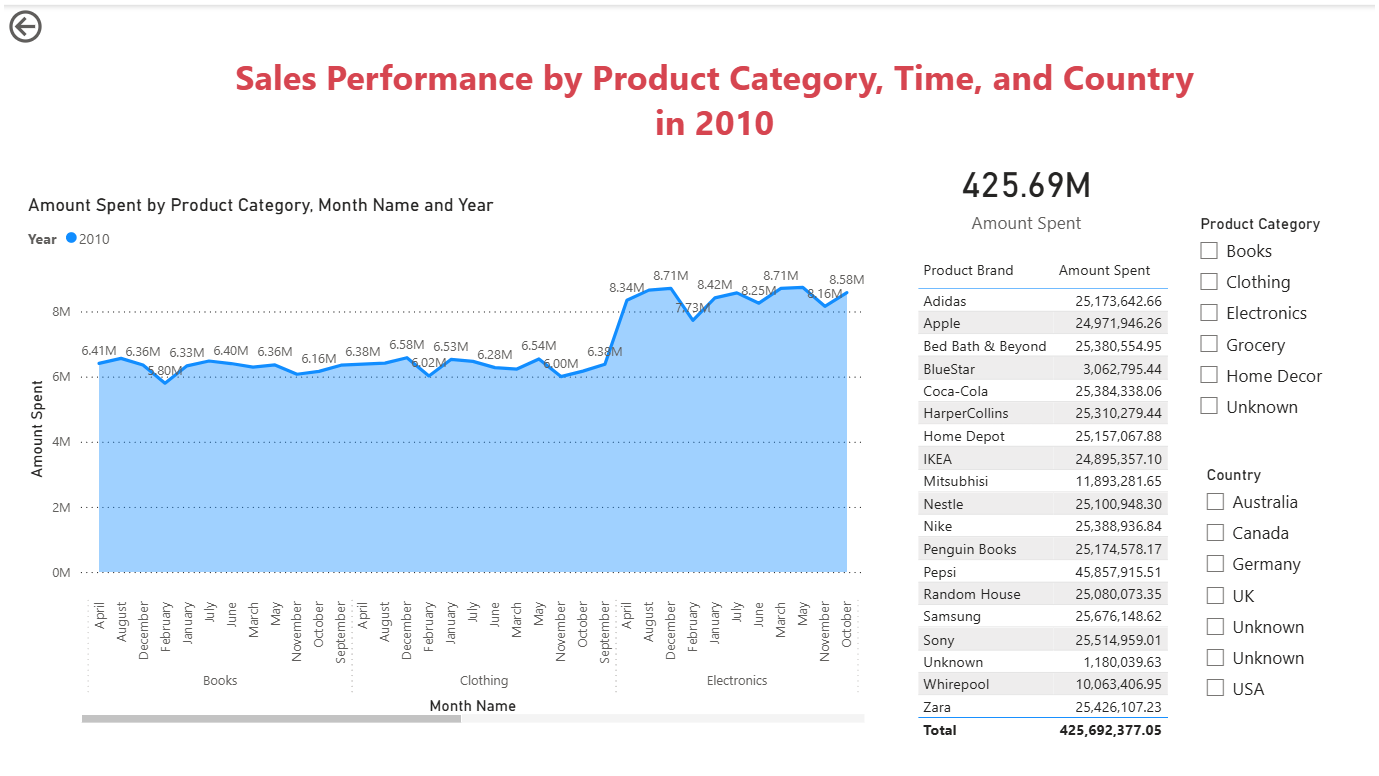 Sales Performance by Product Category, Time, and Country
in 2010
Amount Spent by Product Category, Month Name and Year
Year 2010
Amount Spent
8M
6M
4M
2M
0M
6.41M 6.36M 5.80M 6.33M 6.40M 6.36M 6.16M 6.38M 6.58M 6.02M 6.53M 6.28M 6.54M 6.00M 6.38M 8.34M 8.71M 7.73M 8.42M 8.25M 8.71M 8.16M 8.58M
April August December February January July June March May November October September April August December February January July June March May November October September April August December February January July June March May November October
Books Clothing Electronics
Month Name
425.69M
Amount Spent
Product Brand Amount Spent
Adidas 25,173,642.66
Apple 24,971,946.26
Bed Bath & Beyond 25,380,554.95
BlueStar 3,062,795.44
Coca-Cola 25,384,338.06
HarperCollins 25,310,279.44
Home Depot 25,157,067.88
IKEA 24,895,357.10
Mitsubhisi 11,893,281.65
Nestle 25,100,948.30
Nike 25,388,936.84
Penguin Books 25,174,578.17
Pepsi 45,857,915.51
Random House 25,080,073.35
Samsung 25,676,148.62
Sony 25,514,959.01
Unknown 1,180,039.63
Whirepool 10,063,406.95
Zara 25,426,107.23
Total 425,692,377.05
Product Category
Books
Clothing
Electronics
Grocery
Home Decor
Unknown
Country
Australia
Canada
Germany
UK
Unknown
Unknown
USA